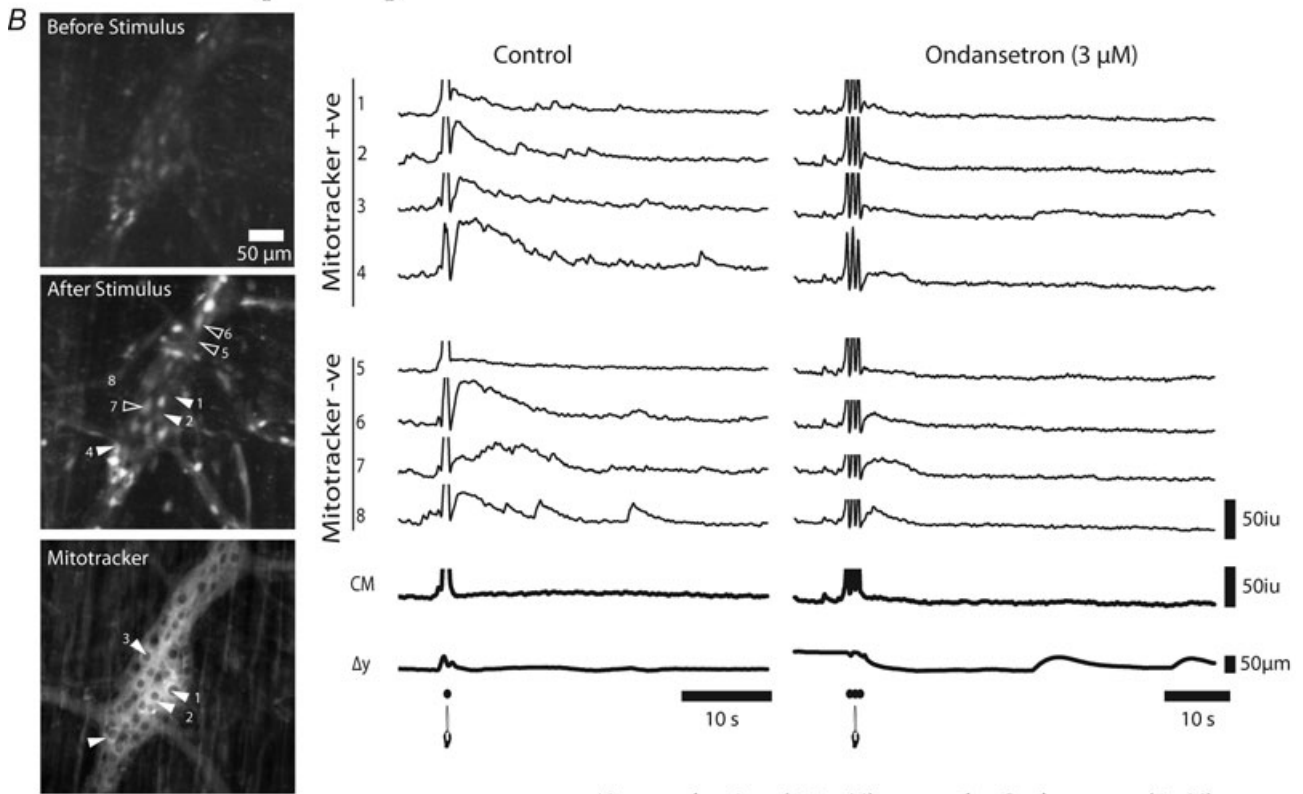 B
Before Stimulus
50 µm
After Stimulus
6
5
8
7
1
2
4
Mitotracker
3
1
2
Control
Ondansetron (3 µM)
Mitotracker +ve
1
2
3
4
Mitotracker -ve
5
6
7
8
50iu
CM
50iu
Δy
50µm
10 s
10 s